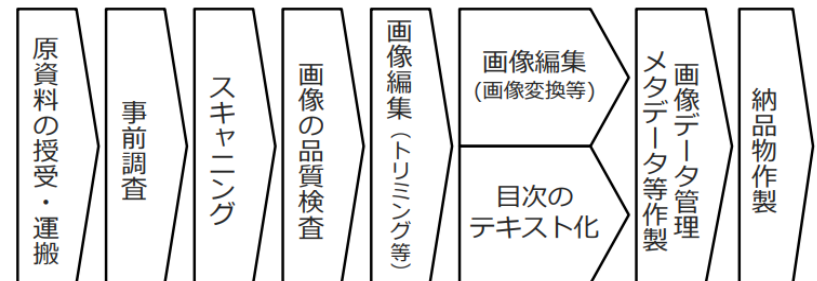 原資料の授受・運搬
事前調査
スキャニング
画像の品質検査
画像編集（トリミング等）
画像編集
(画像変換等)
目次の
テキスト化
画像データ管理
メタデータ等作製
納品物作製